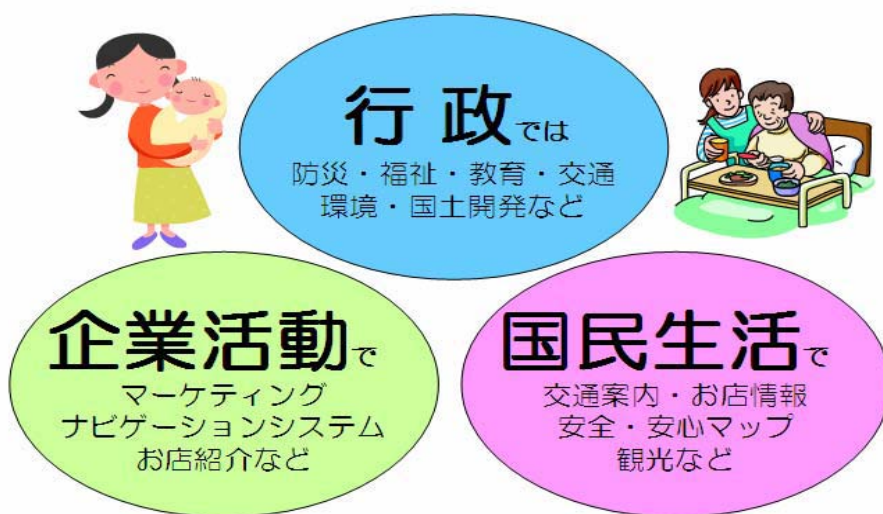 行政では
防災・福祉・教育・交通
環境・国土開発など
企業活動で
マーケティング
ナビゲーションシステム
お店紹介など
国民生活で
交通案内・お店情報
安全・安心マップ
観光など